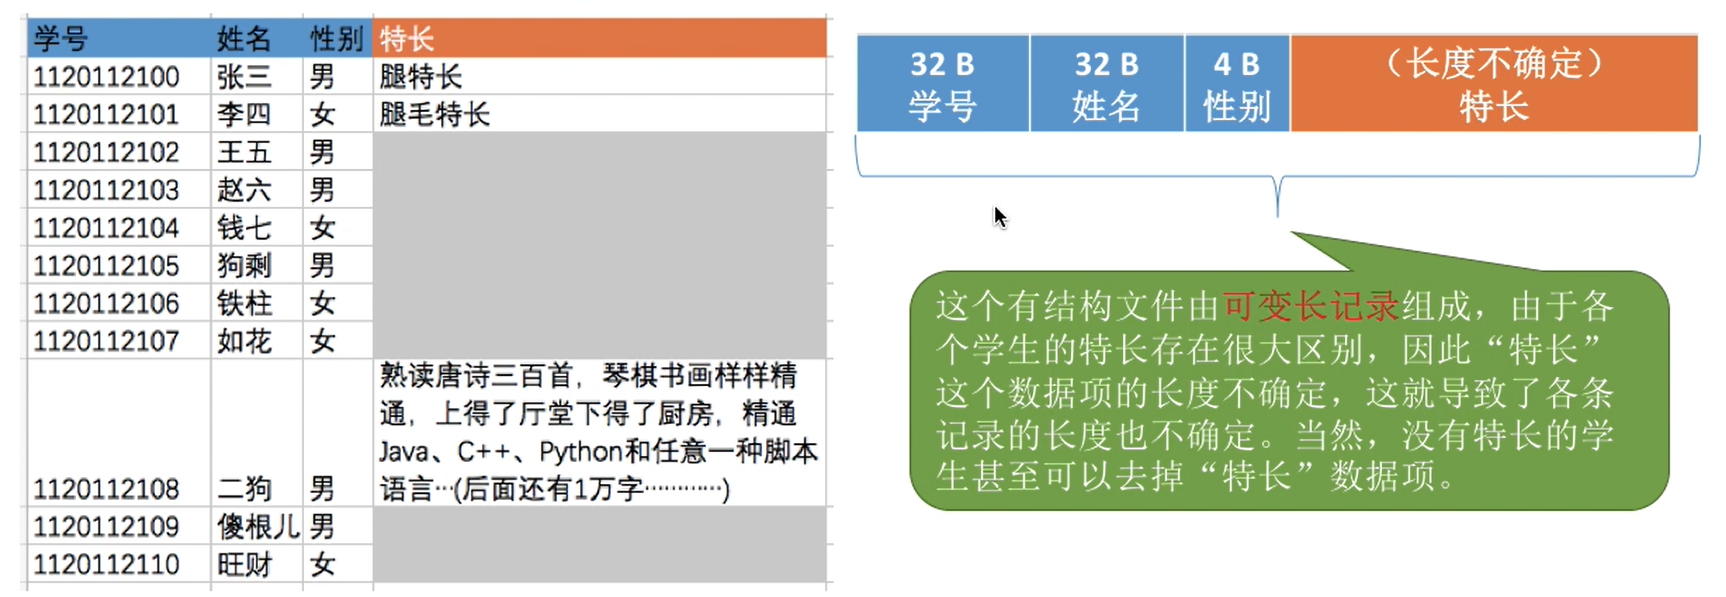 学号 姓名 性别 特长
1120112100 张三 男 腿特长
1120112101 李四 女 腿毛特长
1120112102 王五 男
1120112103 赵六 男
1120112104 钱七 女
1120112105 狗剩 男
1120112106 铁柱 女
1120112107 如花 女
熟读唐诗三百首，琴棋书画样样精
通，上得了厅堂下得了厨房，精通
Java、C++、Python和任意一种脚本
1120112108 二狗 男 语言…(后面还有1万字…………)
1120112109 傻根儿 男
1120112110 旺财 女
32 B 32 B 4 B （长度不确定）
学号 姓名 性别 特长
这个有结构文件由可变长记录组成，由于各
个学生的特长存在很大区别，因此“特长”
这个数据项的长度不确定，这就导致了各条
记录的长度也不确定。当然，没有特长的学
生甚至可以去掉“特长”数据项。